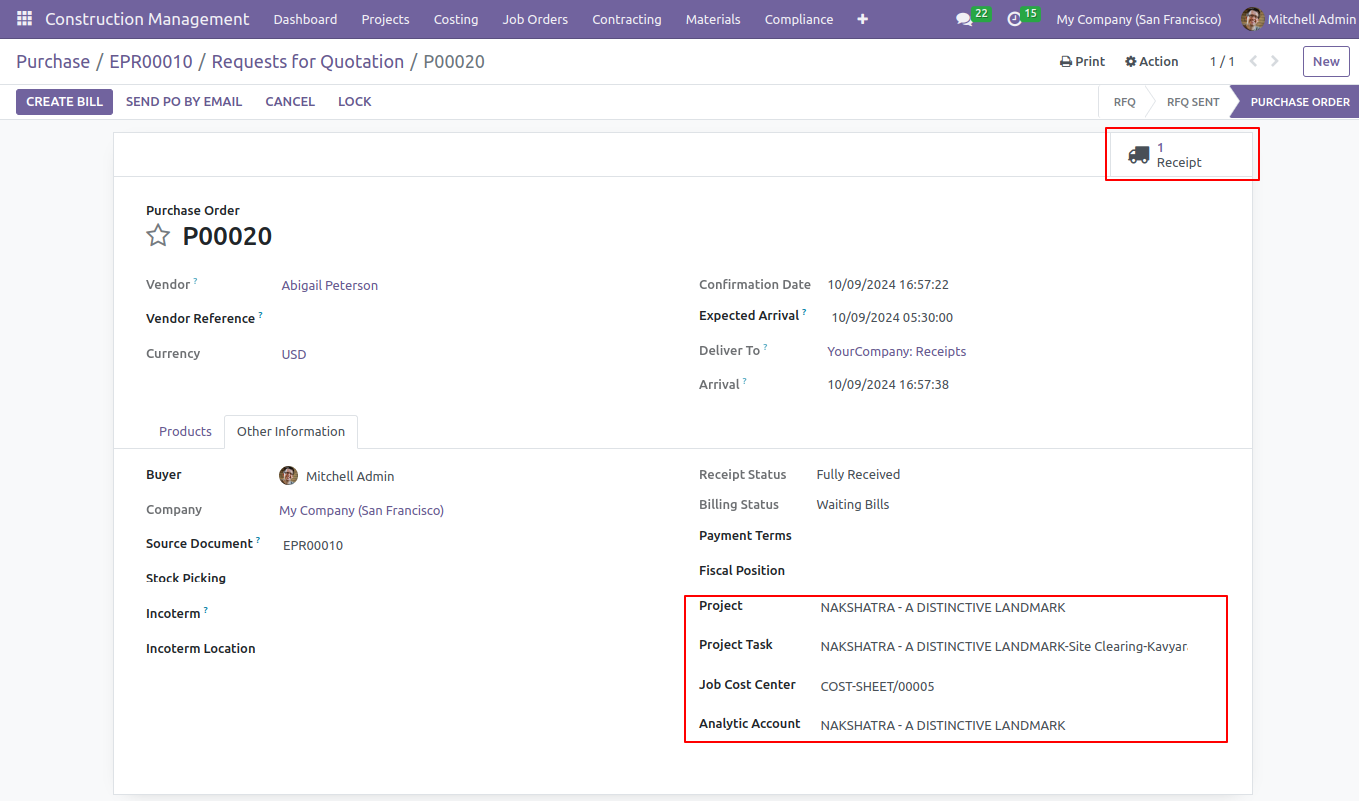 Construction Management Dashboard Projects Costing Job Orders Contracting Materials Compliance 22 15 My Company (San Francisco) Mitchell Admin
Purchase / EPR00010 / Requests for Quotation / P00020 Print Action 1 / 1 New
CREATE BILL SEND PO BY EMAIL CANCEL LOCK RFQ RFQ SENT PURCHASE ORDER
1
Receipt
Purchase Order
P00020
Vendor ? Abigail Peterson
Vendor Reference ?
Currency USD
Confirmation Date 10/09/2024 16:57:22
Expected Arrival ? 10/09/2024 05:30:00
Deliver To ? YourCompany: Receipts
Arrival ? 10/09/2024 16:57:38
Products Other Information
Buyer Mitchell Admin
Company My Company (San Francisco)
Source Document ? EPR00010
Stock Picking
Incoterm ?
Incoterm Location
Receipt Status Fully Received
Billing Status Waiting Bills
Payment Terms
Fiscal Position
Project NAKSHATRA - A DISTINCTIVE LANDMARK
Project Task NAKSHATRA - A DISTINCTIVE LANDMARK-Site Clearing-Kavyar
Job Cost Center COST-SHEET/00005
Analytic Account NAKSHATRA - A DISTINCTIVE LANDMARK